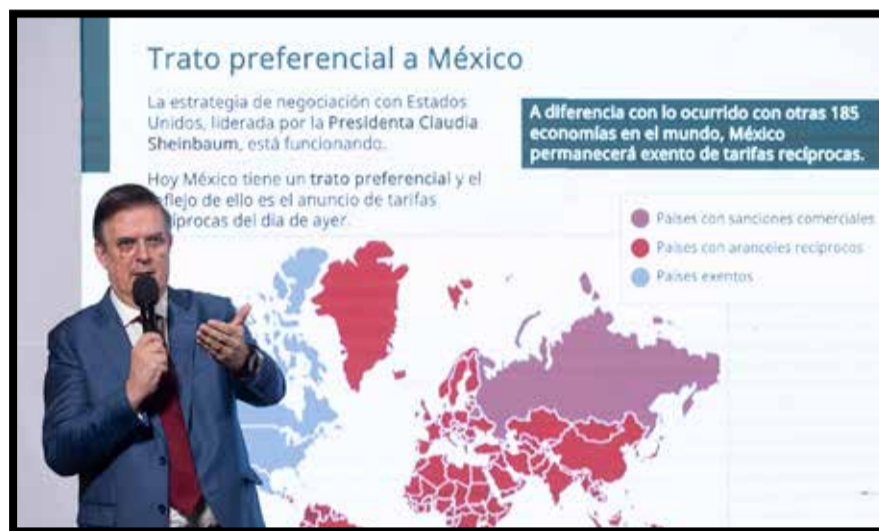 Trato preferencial a México
La estrategia de negociación con Estados
Unidos, liderada por la Presidenta Claudia
Sheinbaum, está funcionando.
Hoy México tiene un trato preferencial y el
reflejo de ello es el anuncio de tarifas
recíprocas del día de ayer.
A diferencia con lo ocurrido con otras 185
economías en el mundo, México
permanecerá exento de tarifas recíprocas.
Países con sanciones comerciales
Países con aranceles recíprocos
Países exentos